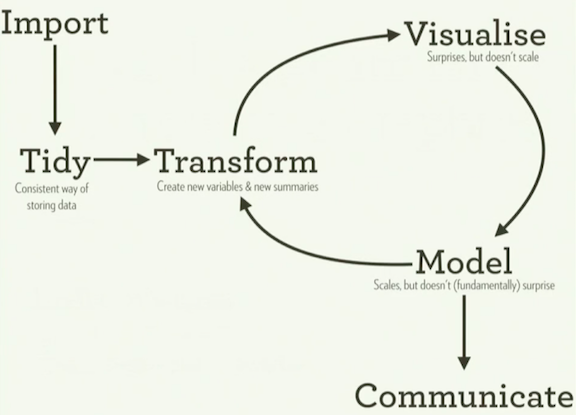 Import
Visualise
Surprises, but doesn't scale
Tidy
Consistent way of
storing data
Transform
Create new variables & new summaries
Model
Scales, but doesn't (fundamentally) surprise
Communicate